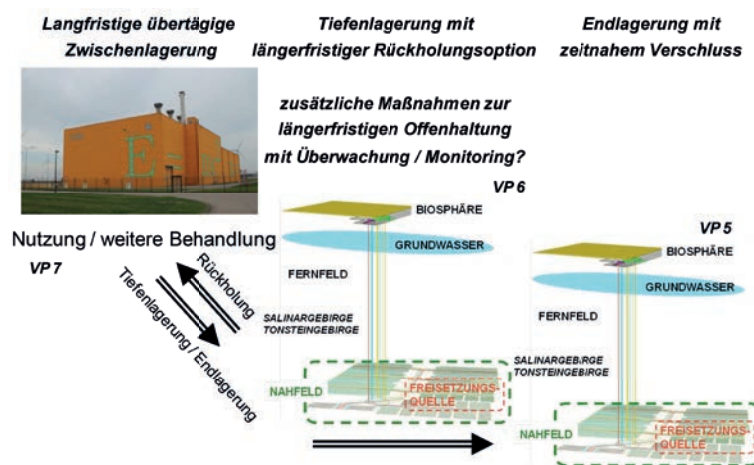 Langfristige übertägige
Zwischenlagerung
Tiefenlagerung mit
längerfristiger Rückholungsoption
Endlagerung mit
zeitnahem Verschluss
zusätzliche Maßnahmen zur
längerfristigen Offenhaltung
mit Überwachung / Monitoring?
VP 6
Nutzung / weitere Behandlung
VP 7
Rückholung
Tiefenlagerung / Endlagerung
BIOSPHÄRE
GRUNDWASSER
FERNFELD
SALINARGEBIRGE
TONSTEINGEBIRGE
NAHFELD
FREISETZUNGS-
QUELLE
VP 5
BIOSPHÄRE
GRUNDWASSER
FERNFELD
SALINARGEBIRGE
TONSTEINGEBIRGE
NAHFELD
FREISETZUNGS-
QUELLE